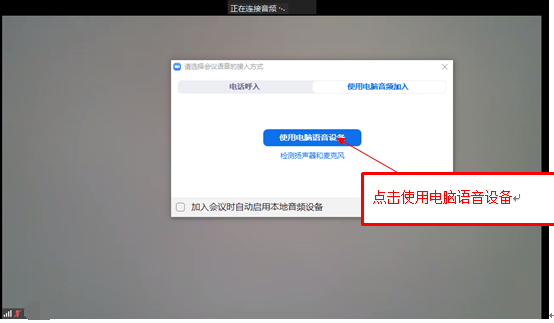 正在连接音频
请选择会议语音的接入方式
电话呼入
使用电脑音频加入
使用电脑语音设备
检测扬声器和麦克风
点击使用电脑语音设备
加入会议时自动启用本地音频设备